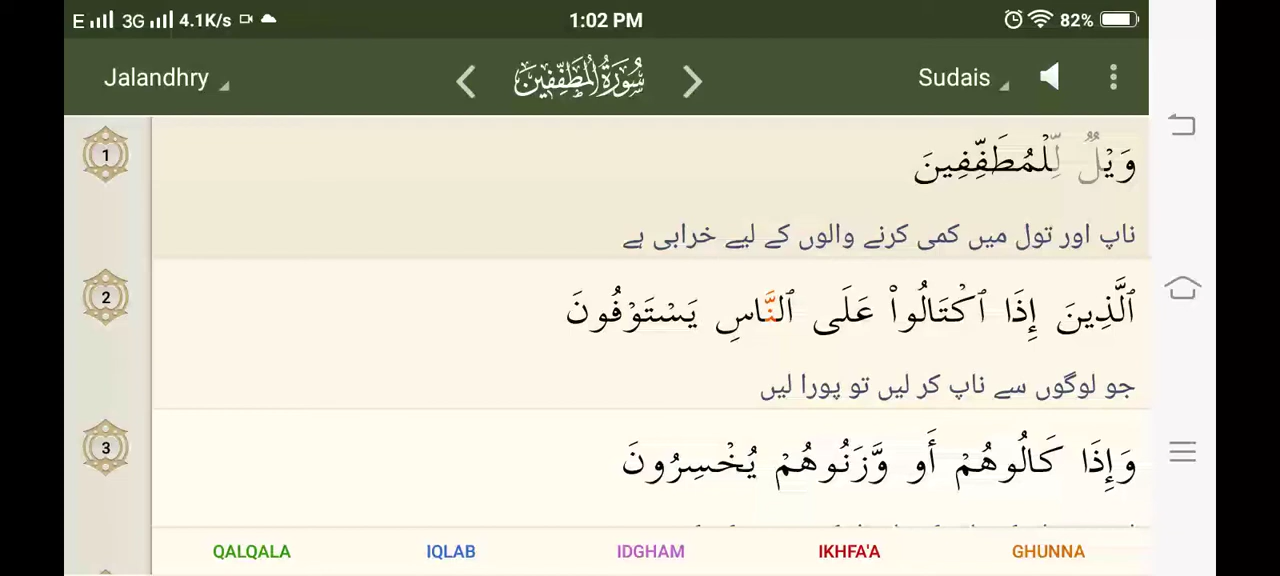 E 3G 4.1K/s 1:02 PM 82%
Jalandhry سُورَةُ المُطَفِّفِينَ Sudais
1
وَيْلٌ لِّلْمُطَفِّفِينَ
ناپ اور تول میں کمی کرنے والوں کے لیے خرابی ہے
2
ٱلَّذِينَ إِذَا ٱكْتَالُوا۟ عَلَى ٱلنَّاسِ يَسْتَوْفُونَ
جو لوگوں سے ناپ کر لیں تو پورا لیں
3
وَإِذَا كَالُوهُمْ أَو وَّزَنُوهُمْ يُخْسِرُونَ
QALQALA IQLAB IDGHAM IKHFA'A GHUNNA